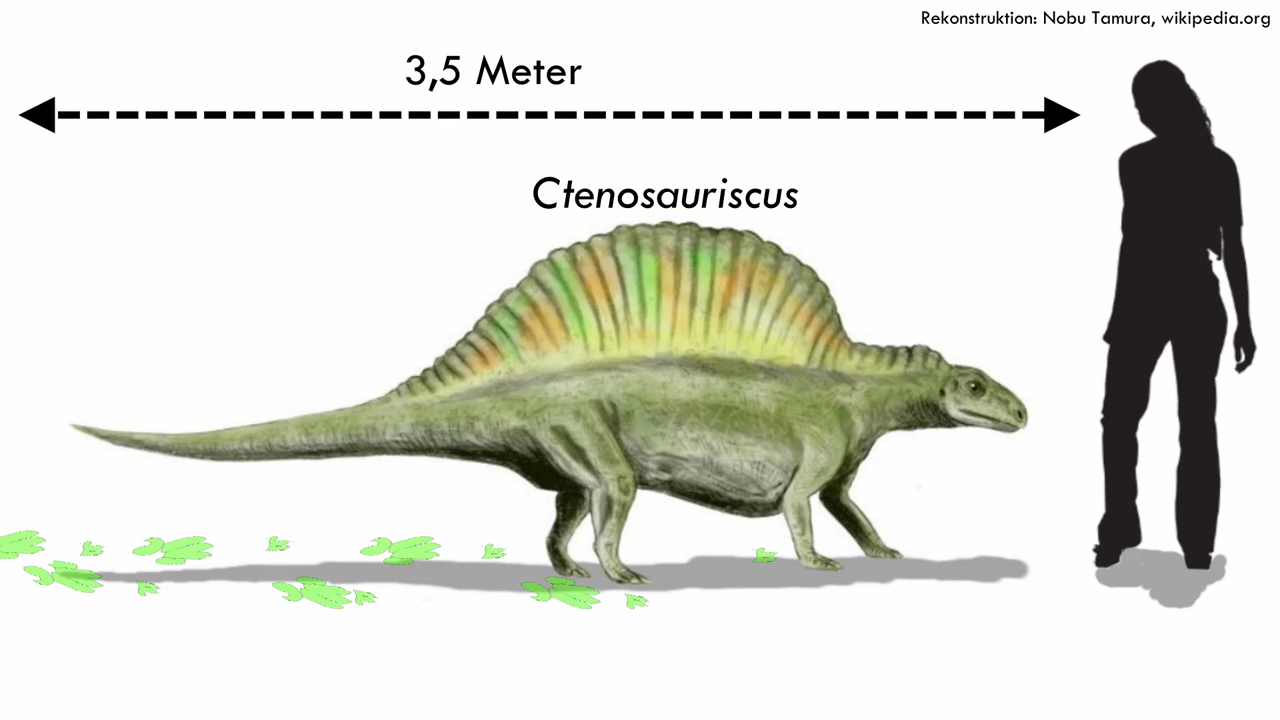 Rekonstruktion: Nobu Tamura, wikipedia.org
3,5 Meter
Ctenosauriscus